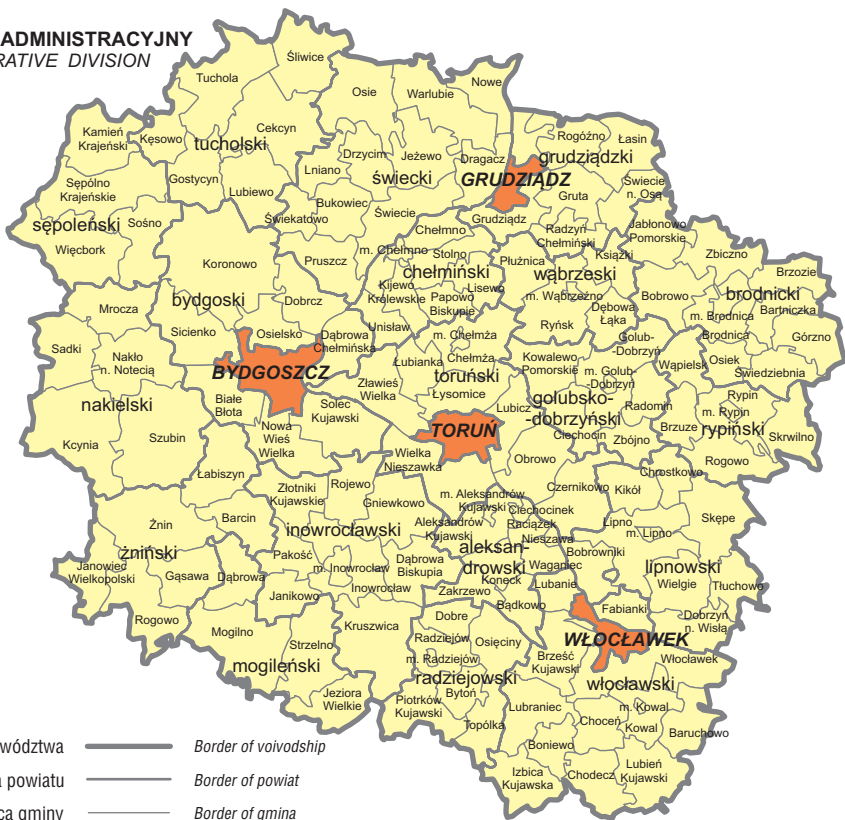 ADMINISTRACYJNY
RATIVE DIVISION
Śliwice
Tuchola
Osie
Warlubie
Nowe
Kamień
Krajeński
Kęsowo
Cekcyn
tucholski
Drzycim
Jeżewo
Dragacz
Rogóźno
Łasin
grudziądzki
Gostycyn
Lniano
świecki
GRUDZIĄDZ
Świecie
n. Osą
Sępólno
Krajeńskie
Lubiewo
Bukowiec
Gruta
Świekatowo
Świecie
Grudziądz
sępoleński
Sośno
Chełmno
Radzyń
Chełmiński
Jabłonowo
Pomorskie
Więcbork
Koronowo
Pruszcz
m. Chełmno
Stolno
chełmiński
Płużnica
Książki
wąbrzeski
Zbiczno
Brzozie
bydgoski
Dobrcz
Kijewo
Królewskie
Lisewo
Papowo
Biskupie
m. Wąbrzeźno
Dębowa
Łąka
Bobrowo
brodnicki
Bartniczka
m. Brodnica
Brodnica
Mrocza
Sicienko
Osielsko
Dąbrowa
Chełmińska
Unisław
m. Chełmża
Chełmża
Ryńsk
Golub-
-Dobrzyń
Górzno
Sadki
Nakło
n. Notecią
BYDGOSZCZ
Łubianka
toruński
Kowalewo
Pomorskie
m. Golub-
-Dobrzyń
Wąpielsk
Osiek
Świedziebnia
nakielski
Białe
Błota
Solec
Kujawski
Zławieś
Wielka
Łysomice
Lubicz
golubsko-
-dobrzyński
Radomin
Rypin
m. Rypin
rypiński
Brzuze
Skrwilno
Kcynia
Szubin
Nowa
Wieś
Wielka
TORUŃ
Ciechocin
Zbójno
Wielka
Nieszawka
Obrowo
Rogowo
Łabiszyn
Chrostkowo
Złotniki
Kujawskie
Rojewo
Gniewkowo
m. Aleksandrów
Kujawski
Czernikowo
Kikół
Żnin
Barcin
inowrocławski
Aleksandrów
Kujawski
Ciechocinek
Raciążek
Nieszawa
Lipno
m. Lipno
Skępe
żniński
Pakość
m. Inowrocław
Dąbrowa
Biskupia
aleksan-
drowski
Waganiec
Bobrowniki
lipnowski
Janowiec
Wielkopolski
Gąsawa
Dąbrowa
Inowrocław
Koneck
Lubanie
Wielgie
Tłuchowo
Janikowo
Zakrzewo
Bądkowo
Fabianki
Dobrzyń
n. Wisłą
Rogowo
Mogilno
Strzelno
Kruszwica
Dobre
Radziejów
Osięciny
WŁOCŁAWEK
mogileński
m. Radziejów
radziejowski
Brześć
Kujawski
Włocławek
włocławski
Jeziora
Wielkie
Piotrków
Kujawski
Bytoń
Lubraniec
m. Kowal
Kowal
Topólka
Choceń
Baruchowo
Boniewo
Izbica
Kujawska
Chodecz
Lubień
Kujawski
wództwa Border of voivodship
a powiatu Border of powiat
ca gminy Border of gmina